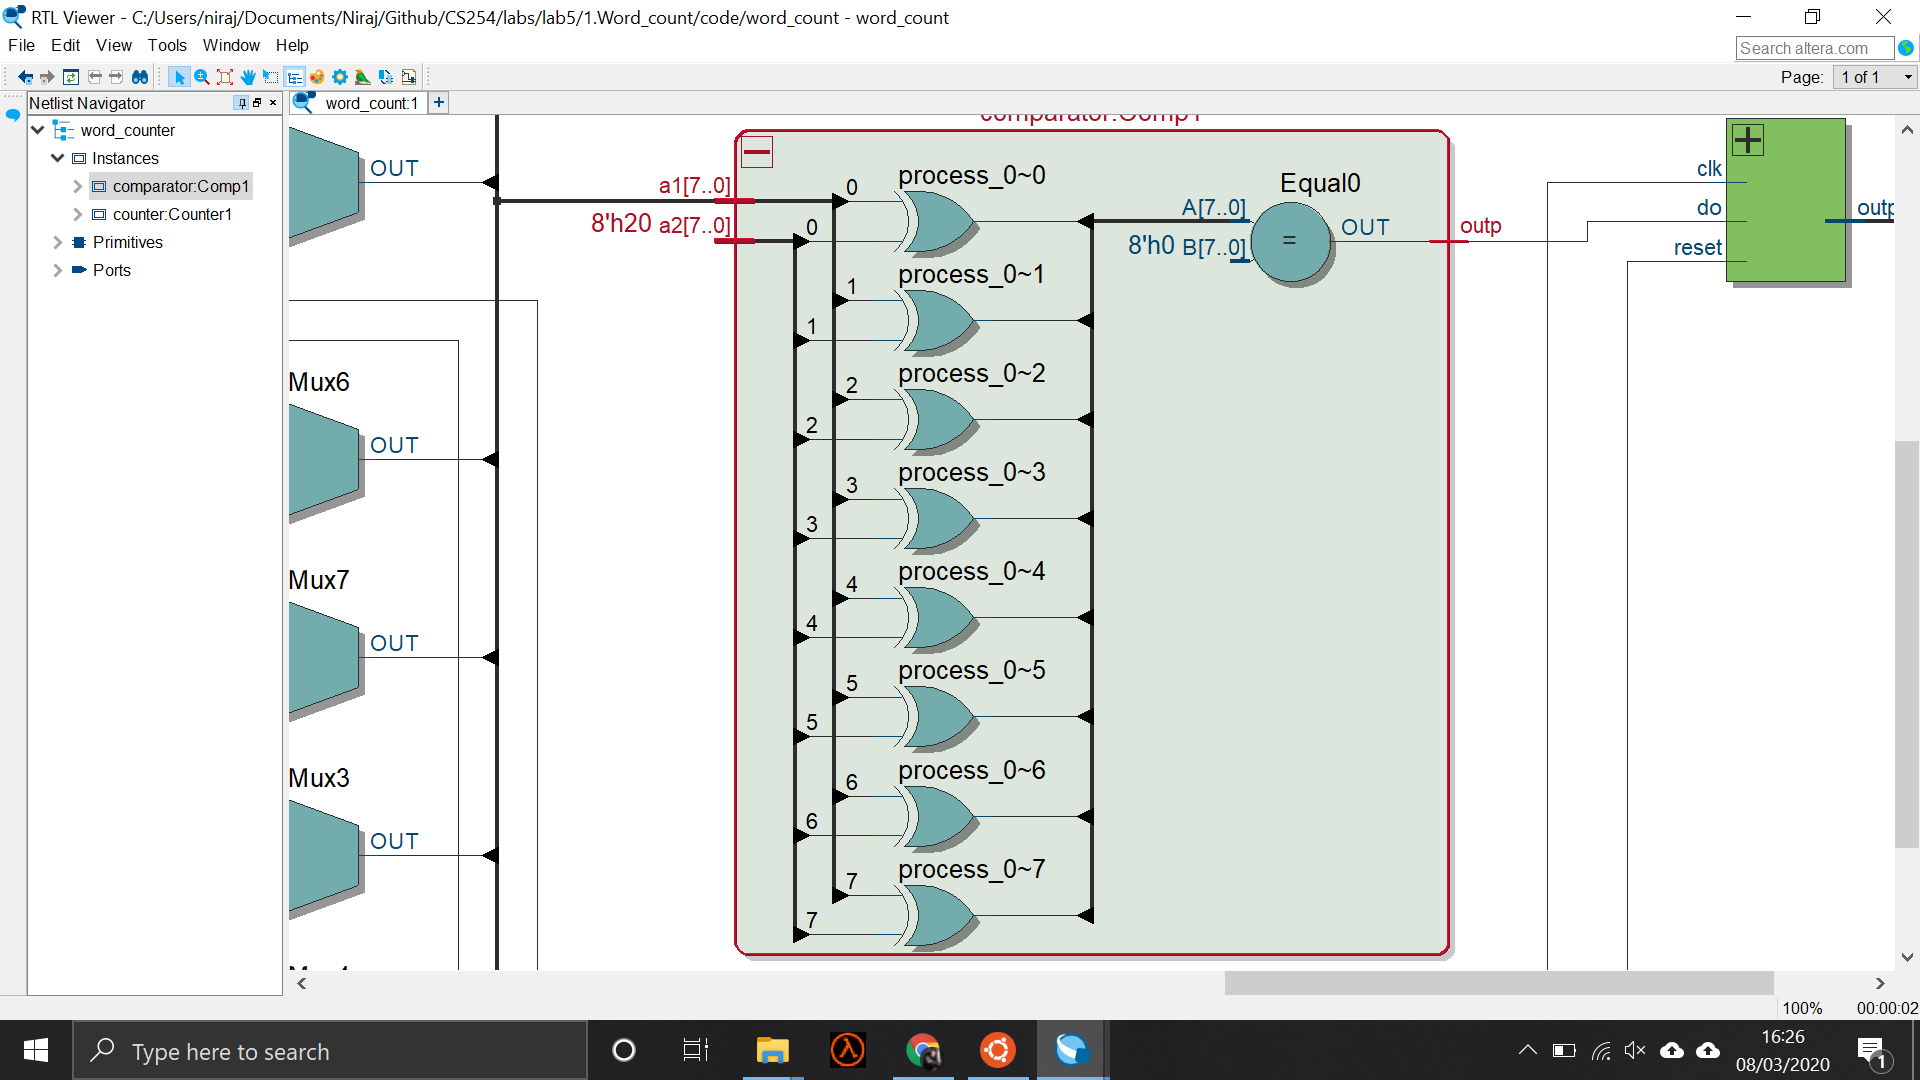 RTL Viewer - C:/Users/niraj/Documents/Niraj/Github/CS254/labs/lab5/1.Word_count/code/word_count - word_count
File Edit View Tools Window Help
Search altera.com
Page: 1 of 1
Netlist Navigator
word_count:1
word_counter
Instances
comparator:Comp1
counter:Counter1
Primitives
Ports
comparator:Comp1
OUT
Mux6
OUT
Mux7
OUT
Mux3
OUT
a1[7..0]
8'h20 a2[7..0]
0
0
process_0~0
1
1
process_0~1
2
2
process_0~2
3
3
process_0~3
4
4
process_0~4
5
5
process_0~5
6
6
process_0~6
7
7
process_0~7
Equal0
A[7..0]
8'h0 B[7..0]
=
OUT
outp
clk
do
reset
outp
100% 00:00:02
Type here to search
16:26
08/03/2020
1